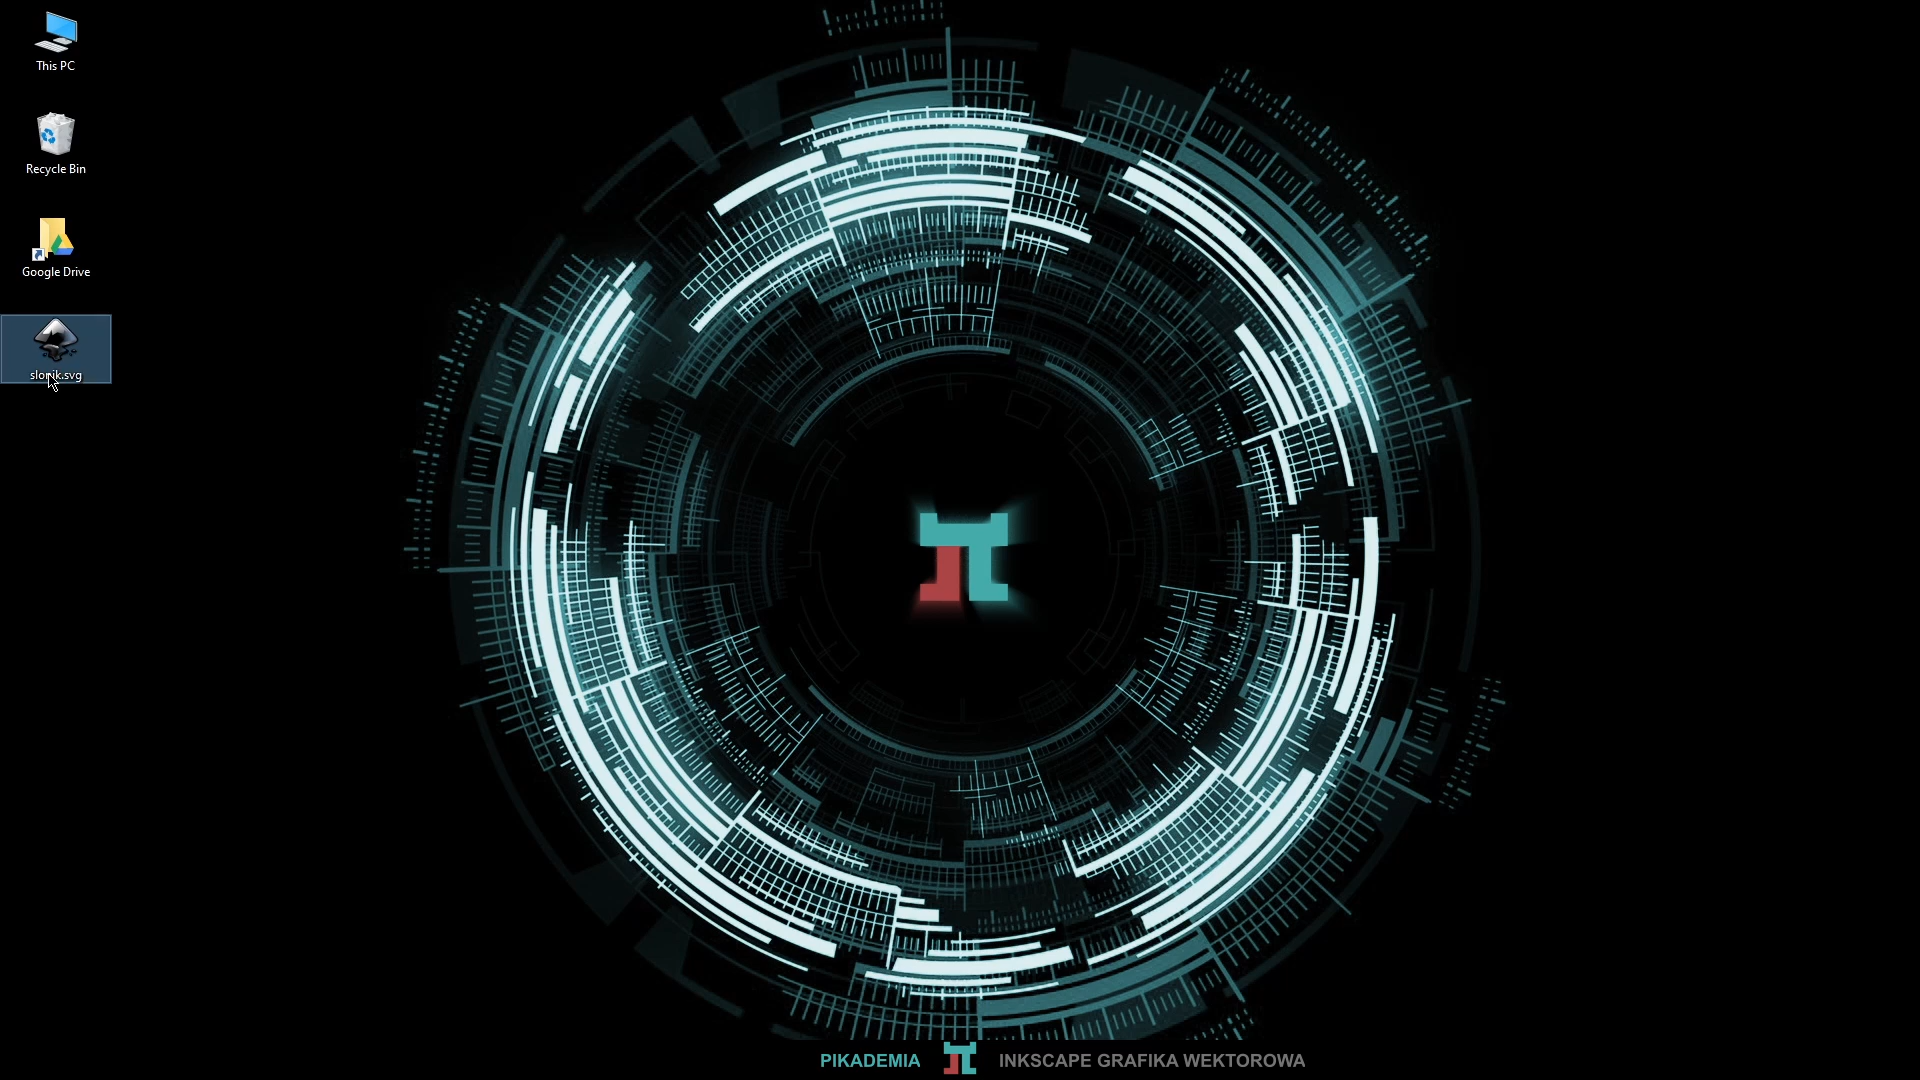 This PC
Recycle Bin
Google Drive
slonik.svg
PIKADEMIA INKSCAPE GRAFIKA WEKTOROWA